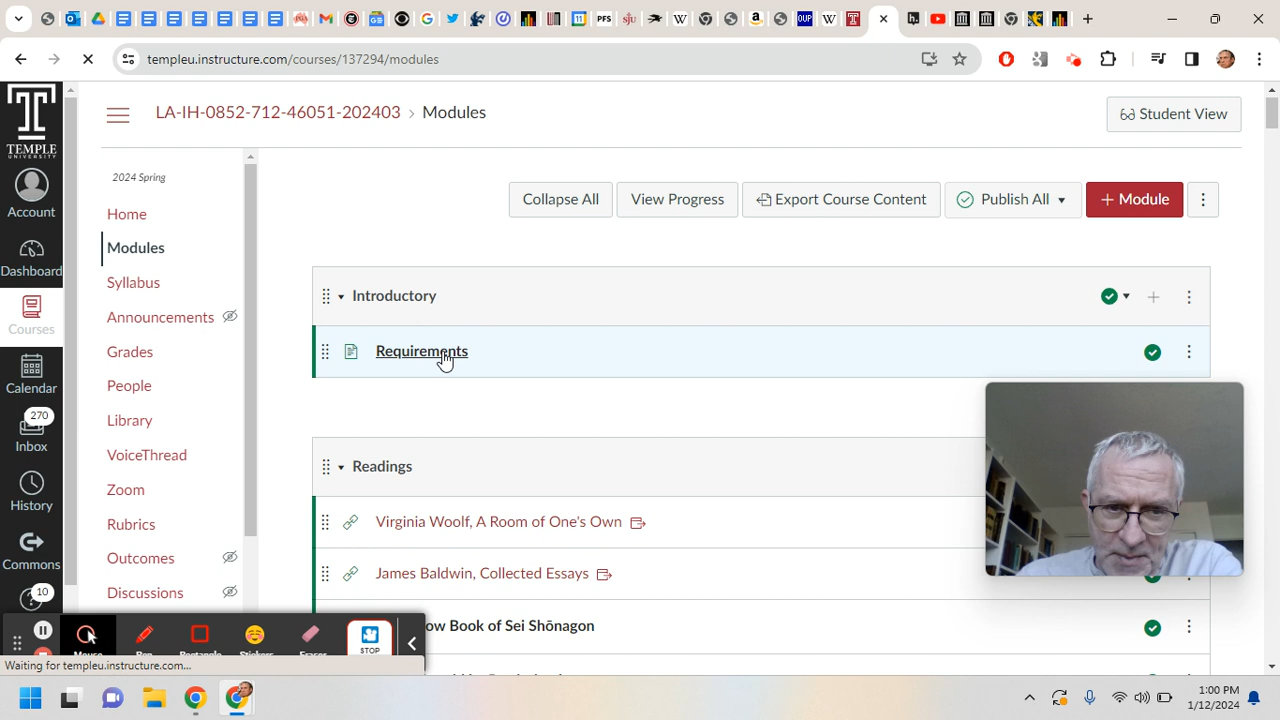 templeu.instructure.com/courses/137294/modules
TEMPLE
UNIVERSITY
Account
Dashboard
Courses
Calendar
270
Inbox
History
Commons
10
LA-IH-0852-712-46051-202403 › Modules
Student View
2024 Spring
Home
Modules
Syllabus
Announcements
Grades
People
Library
VoiceThread
Zoom
Rubrics
Outcomes
Discussions
Collapse All
View Progress
Export Course Content
Publish All
+ Module
Introductory
Requirements
Readings
Virginia Woolf, A Room of One's Own
James Baldwin, Collected Essays
ow Book of Sei Shōnagon
STOP
Waiting for templeu.instructure.com...
1:00 PM
1/12/2024